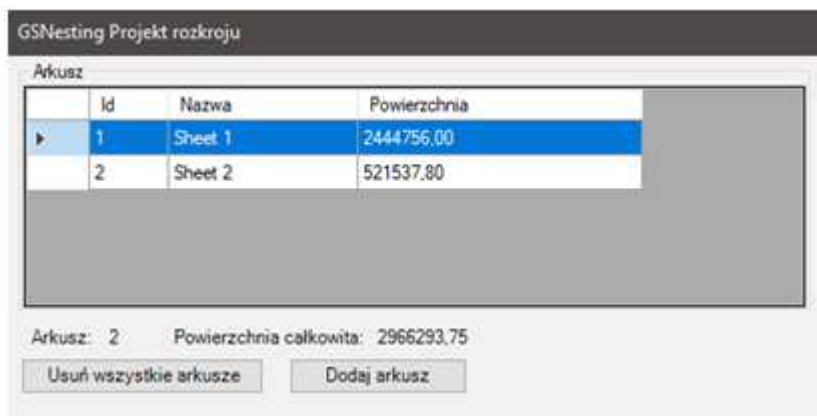 GSNesting Projekt rozkroju
Arkusz
Id Nazwa Powierzchnia
1 Sheet 1 2444756,00
2 Sheet 2 521537,80
Arkusz: 2 Powierzchnia całkowita: 2966293,75
Usuń wszystkie arkusze Dodaj arkusz